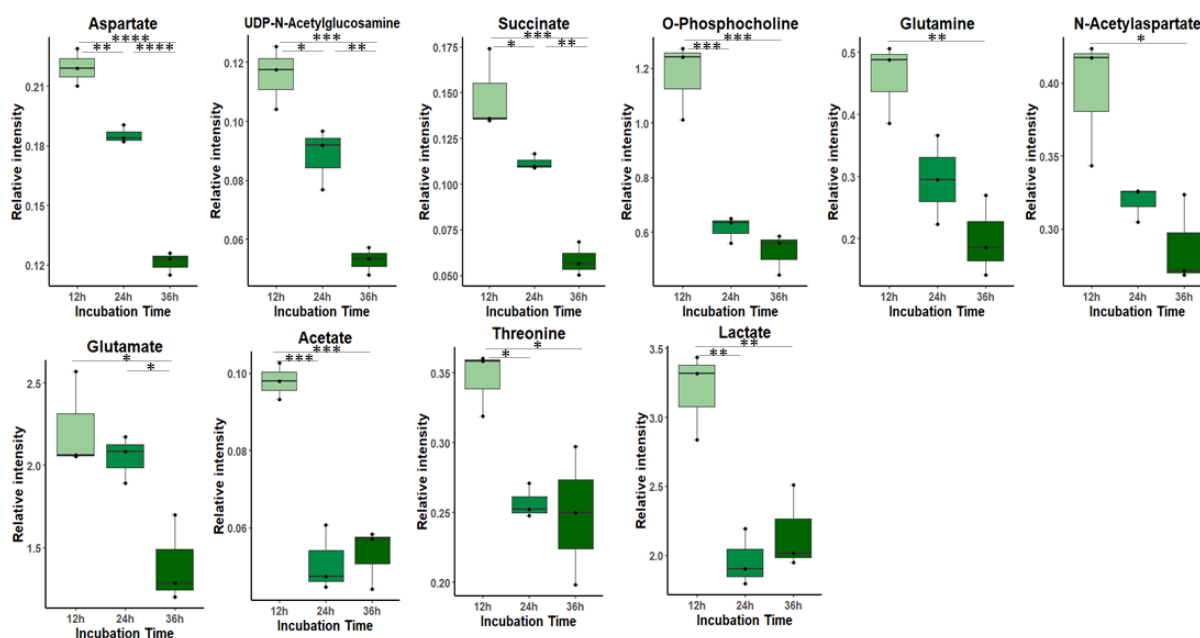 Aspartate
****
** ****
Relative intensity
0.21
0.18
0.15
0.12
12h 24h 36h
Incubation Time
UDP-N-Acetylglucosamine
***
* **
Relative intensity
0.12
0.10
0.08
0.06
12h 24h 36h
Incubation Time
Succinate
***
* **
Relative intensity
0.175
0.150
0.125
0.100
0.075
0.050
12h 24h 36h
Incubation Time
O-Phosphocholine
***
***
Relative intensity
1.2
1.0
0.8
0.6
12h 24h 36h
Incubation Time
Glutamine
**
Relative intensity
0.5
0.4
0.3
0.2
12h 24h 36h
Incubation Time
N-Acetylaspartate
*
Relative intensity
0.40
0.35
0.30
12h 24h 36h
Incubation Time
Glutamate
*
*
Relative intensity
2.5
2.0
1.5
12h 24h 36h
Incubation Time
Acetate
***
***
Relative intensity
0.10
0.08
0.06
12h 24h 36h
Incubation Time
Threonine
*
*
Relative intensity
0.35
0.30
0.25
0.20
12h 24h 36h
Incubation Time
Lactate
**
**
Relative intensity
3.5
3.0
2.5
2.0
12h 24h 36h
Incubation Time